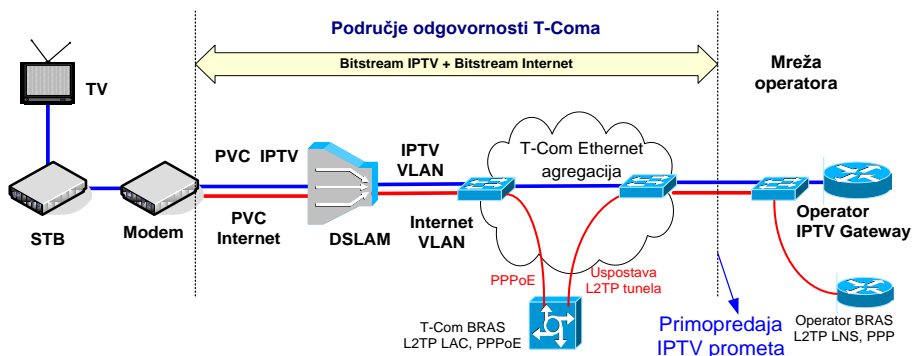 Područje odgovornosti T-Coma
Bitstream IPTV + Bitstream Internet
Mreža
operatora
TV
PVC IPTV
IPTV
VLAN
T-Com Ethernet
agregacija
STB
Modem
PVC
Internet
DSLAM
Internet
VLAN
Operator
IPTV Gateway
PPPoE
Uspostava
L2TP tunela
T-Com BRAS
L2TP LAC, PPPoE
Primopredaja
IPTV prometa
Operator BRAS
L2TP LNS, PPP